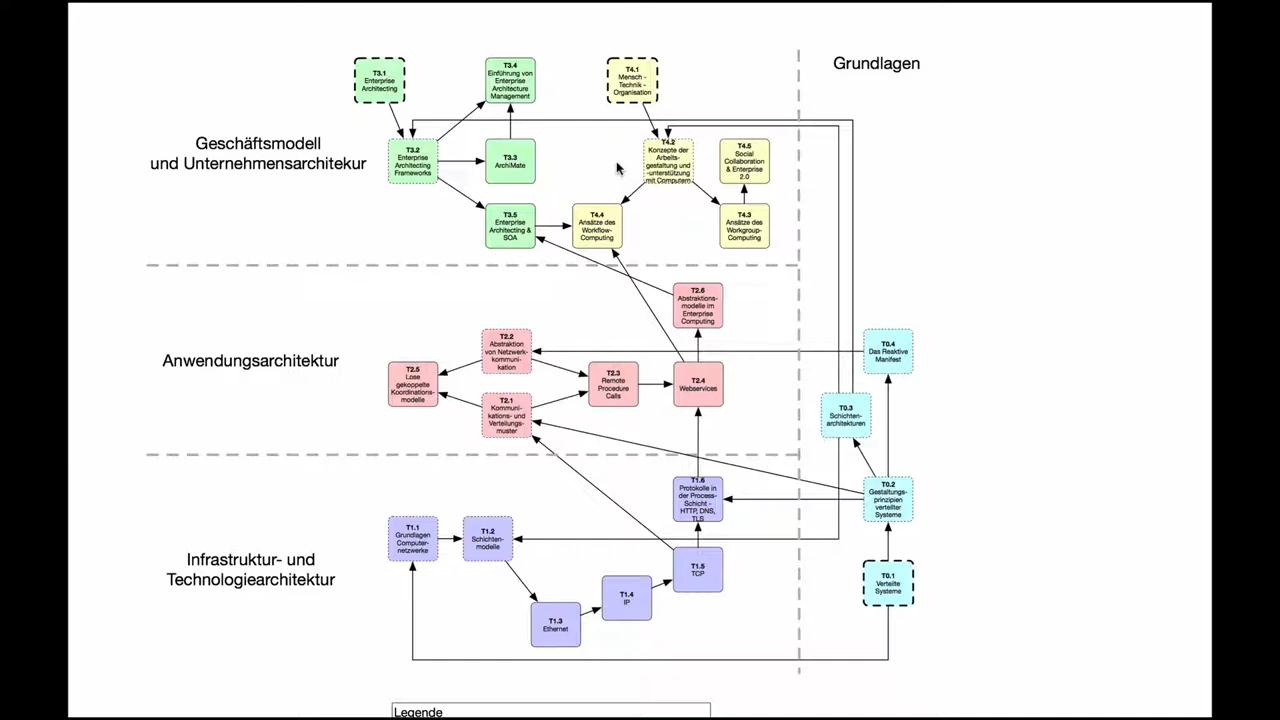 Grundlagen
T3.1
Enterprise
Architecting
T3.4
Einführung von
Enterprise
Architecture
Management
T4.1
Mensch -
Technik -
Organisation
Geschäftsmodell
und Unternehmensarchitekur
T3.2
Enterprise
Architecting
Frameworks
T3.3
ArchiMate
T4.2
Konzepte der
Arbeits-
gestaltung und
-unterstützung
mit Computern
T4.5
Social
Collaboration
& Enterprise
2.0
T3.5
Enterprise
Architecting &
SOA
T4.4
Ansätze des
Workflow-
Computing
T4.3
Ansätze des
Workgroup-
Computing
T2.6
Abstraktions-
modelle im
Enterprise
Computing
Anwendungsarchitektur
T2.2
Abstraktion
von Netzwerk-
kommuni-
kation
T0.4
Das Reaktive
Manifest
T2.5
Lose
gekoppelte
Koordinations-
modelle
T2.3
Remote
Procedure
Calls
T2.4
Webservices
T2.1
Kommuni-
kations- und
Verteilungs-
muster
T0.3
Schichten-
architekturen
T1.6
Protokolle in
der Process-
Schicht -
HTTP, DNS,
TLS
T0.2
Gestaltungs-
prinzipien
verteilter
Systeme
Infrastruktur- und
Technologiearchitektur
T1.1
Grundlagen
Computer-
netzwerke
T1.2
Schichten-
modelle
T1.5
TCP
T0.1
Verteilte
Systeme
T1.4
IP
T1.3
Ethernet
Legende